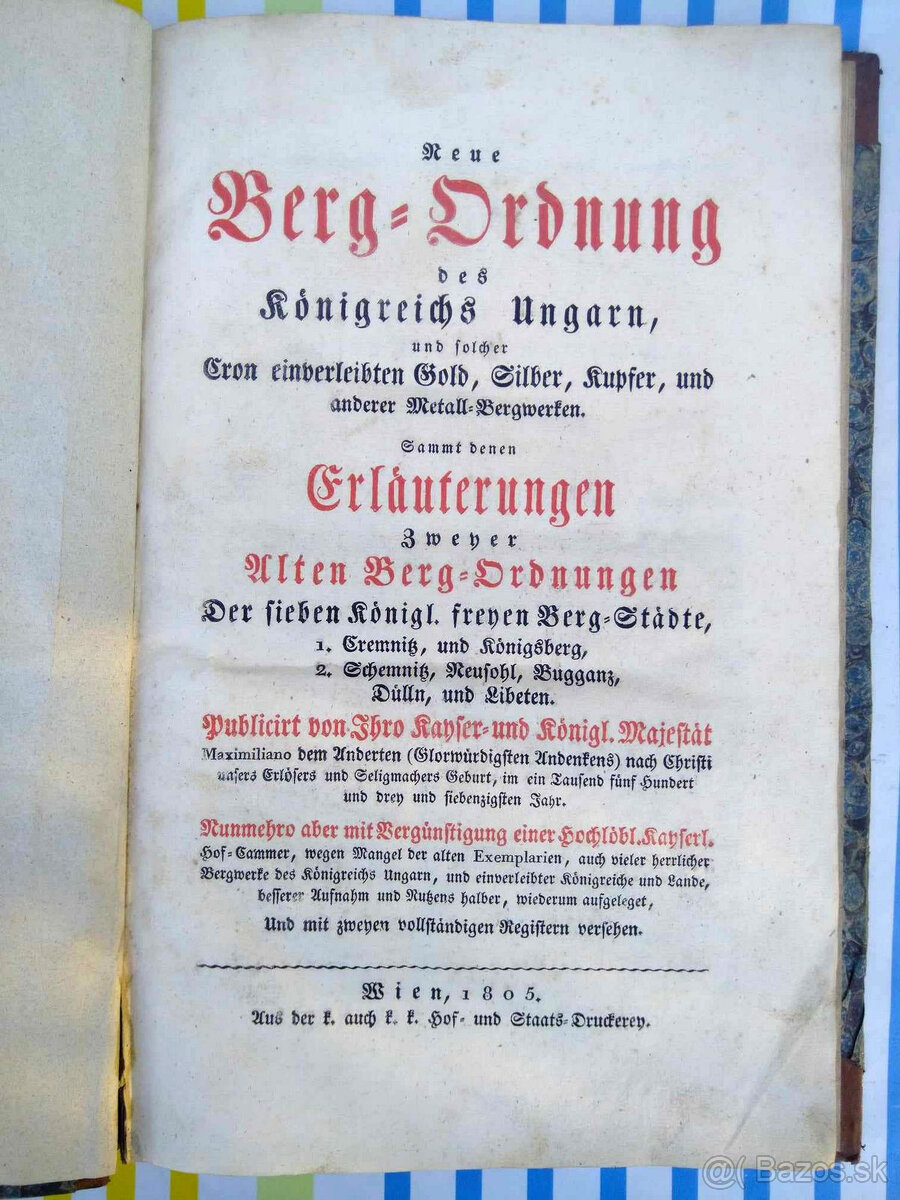 Neue
Berg-Ordnung
des
Königreichs Ungarn,
und solcher
Cron einverleibten Gold, Silber, Kupfer, und
anderer Metall-Bergwerken.
Sammt denen
Erläuterungen
Zweyer
Alten Berg-Ordnungen
Der sieben Königl. freyen Berg-Städte,
1. Cremnitz, und Königsberg,
2. Schemnitz, Neusohl, Bugganz,
Dülln, und Libeten.
Publicirt von Ihro Kayser- und Königl. Majestät
Maximiliano dem Anderten (Glorwürdigsten Andenkens) nach Christi
unsers Erlösers und Seligmachers Geburt, im ein Tausend fünf Hundert
und drey und siebenzigsten Jahr.
Nunmehro aber mit Vergünstigung einer Hochlöbl. Kayserl.
Hof-Cammer, wegen Mangel der alten Exemplarien, auch vieler herrlicher
Bergwerke des Königreichs Ungarn, und einverleibter Königreiche und Lande,
besserer Aufnahm und Nutzens halber, wiederum aufgeleget,
Und mit zweyen vollständigen Registern versehen.
Wien, 1805.
Aus der k. auch k. k. Hof- und Staats-Druckerey.
@( Bazos.sk